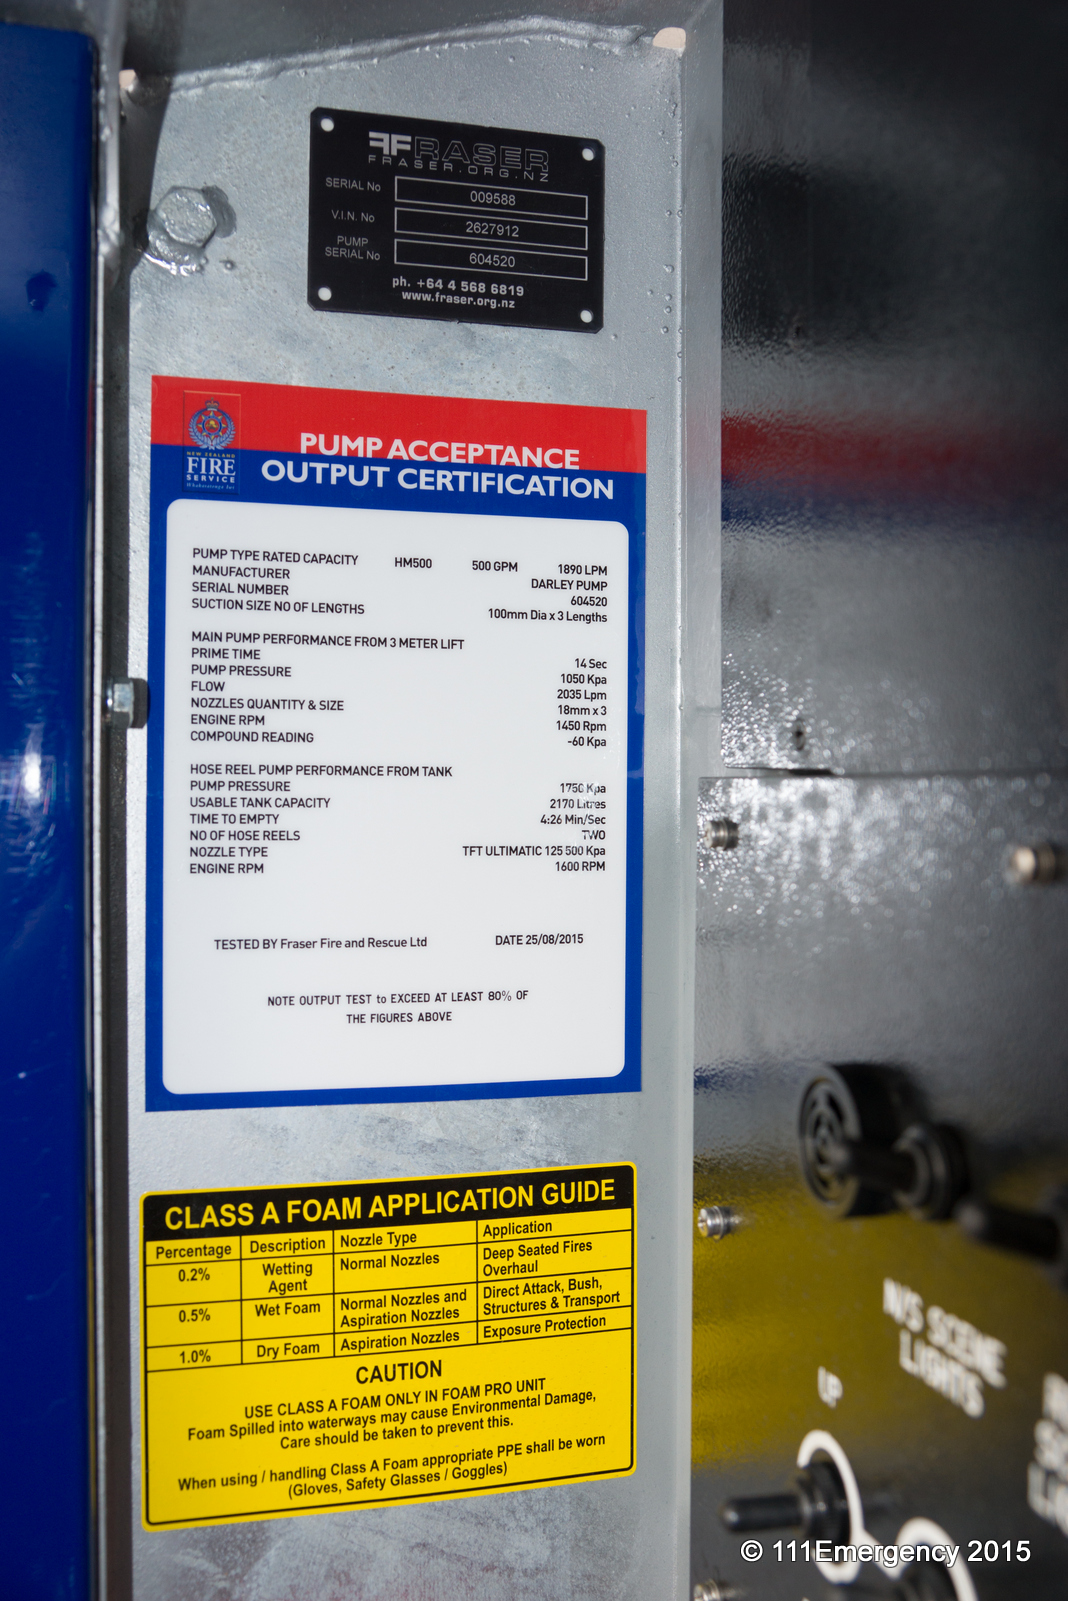 FRASER
FRASER.ORG.NZ
SERIAL No 009588
V.I.N. No 2627912
PUMP SERIAL No 604520
ph. +64 4 568 6819
www.fraser.org.nz
NEW ZEALAND
FIRE
SERVICE
Whakaratonga Iwi
PUMP ACCEPTANCE
OUTPUT CERTIFICATION
PUMP TYPE RATED CAPACITY HM500 500 GPM 1890 LPM
MANUFACTURER DARLEY PUMP
SERIAL NUMBER 604520
SUCTION SIZE NO OF LENGTHS 100mm Dia x 3 Lengths
MAIN PUMP PERFORMANCE FROM 3 METER LIFT
PRIME TIME 14 Sec
PUMP PRESSURE 1050 Kpa
FLOW 2035 Lpm
NOZZLES QUANTITY & SIZE 18mm x 3
ENGINE RPM 1450 Rpm
COMPOUND READING -60 Kpa
HOSE REEL PUMP PERFORMANCE FROM TANK
PUMP PRESSURE 1750 Kpa
USABLE TANK CAPACITY 2170 Litres
TIME TO EMPTY 4:26 Min/Sec
NO OF HOSE REELS TWO
NOZZLE TYPE TFT ULTIMATIC 125 500 Kpa
ENGINE RPM 1600 RPM
TESTED BY Fraser Fire and Rescue Ltd DATE 25/08/2015
NOTE OUTPUT TEST to EXCEED AT LEAST 80% OF
THE FIGURES ABOVE
CLASS A FOAM APPLICATION GUIDE
Percentage Description Nozzle Type Application
0.2% Wetting Agent Normal Nozzles Deep Seated Fires Overhaul
0.5% Wet Foam Normal Nozzles and Aspiration Nozzles Direct Attack, Bush, Structures & Transport
1.0% Dry Foam Aspiration Nozzles Exposure Protection
CAUTION
USE CLASS A FOAM ONLY IN FOAM PRO UNIT
Foam Spilled into waterways may cause Environmental Damage,
Care should be taken to prevent this.
When using / handling Class A Foam appropriate PPE shall be worn
(Gloves, Safety Glasses / Goggles)
N/S SCENE
LIGHTS
UP
© 111Emergency 2015